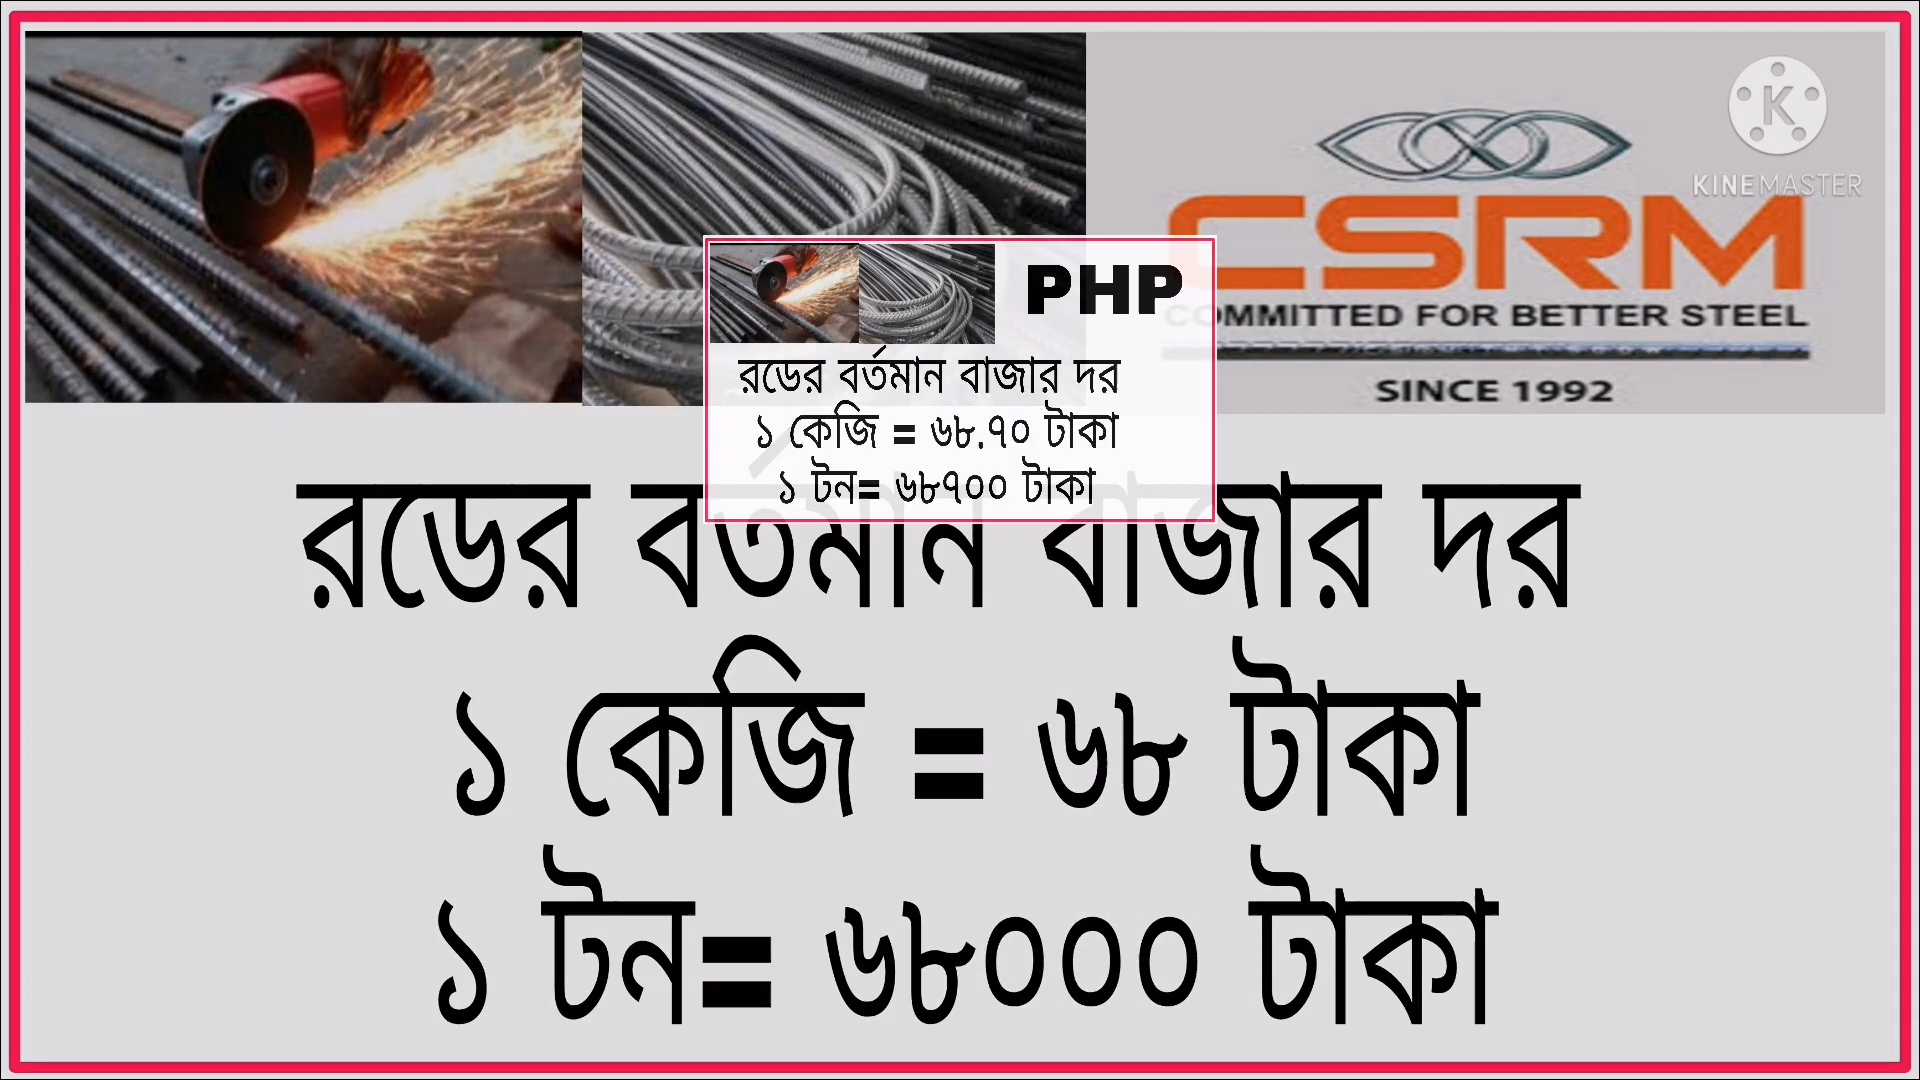 K
KINEMASTER
CSRM
COMMITTED FOR BETTER STEEL
SINCE 1992
PHP
রডের বর্তমান বাজার দর
১ কেজি = ৬৮.৭০ টাকা
১ টন= ৬৮৭০০ টাকা
রডের বর্তমান বাজার দর
১ কেজি = ৬৮ টাকা
১ টন= ৬৮০০০ টাকা